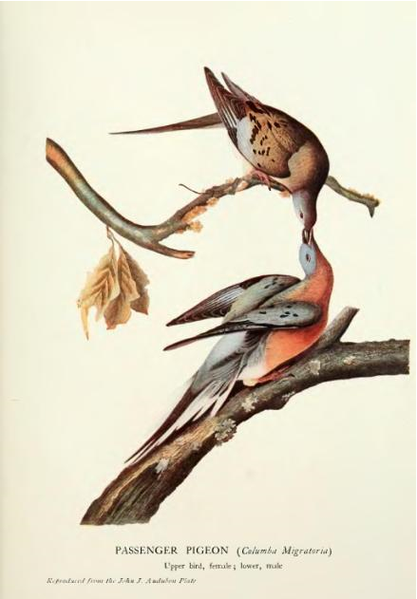 PASSENGER PIGEON (Columba Migratoria)
Upper bird, female; lower, male
Reproduced from the John J. Audubon Plate